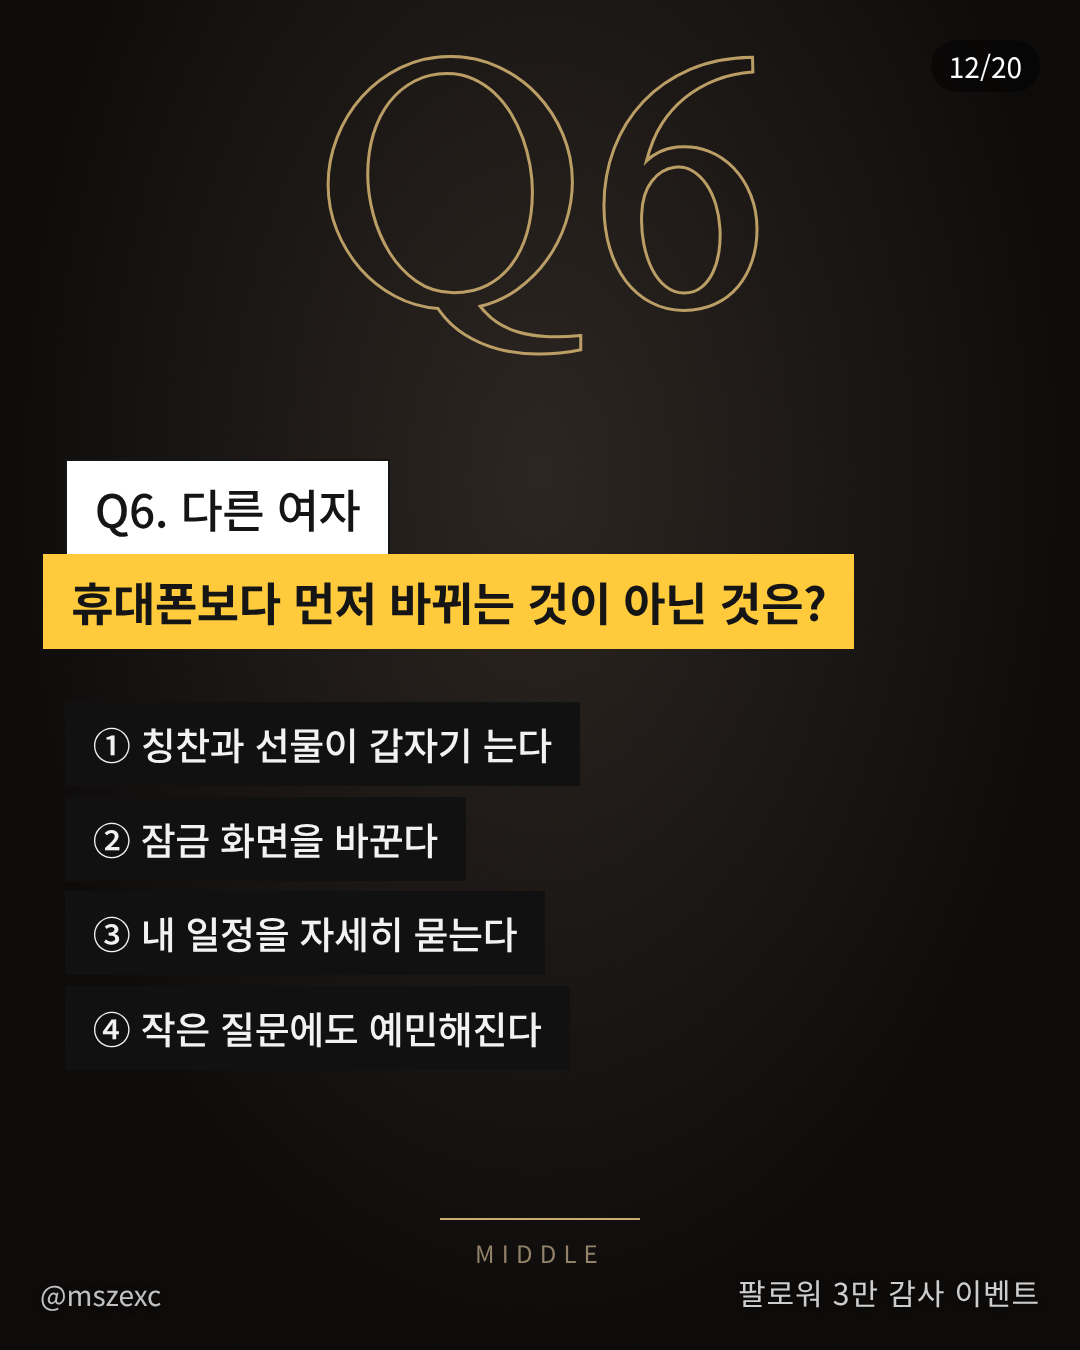 Q6
12/20
Q6. 다른 여자
휴대폰보다 먼저 바뀌는 것이 아닌 것은?
① 칭찬과 선물이 갑자기 는다
② 잠금 화면을 바꾼다
③ 내 일정을 자세히 묻는다
④ 작은 질문에도 예민해진다
MIDDLE
@mszexc
팔로워 3만 감사 이벤트